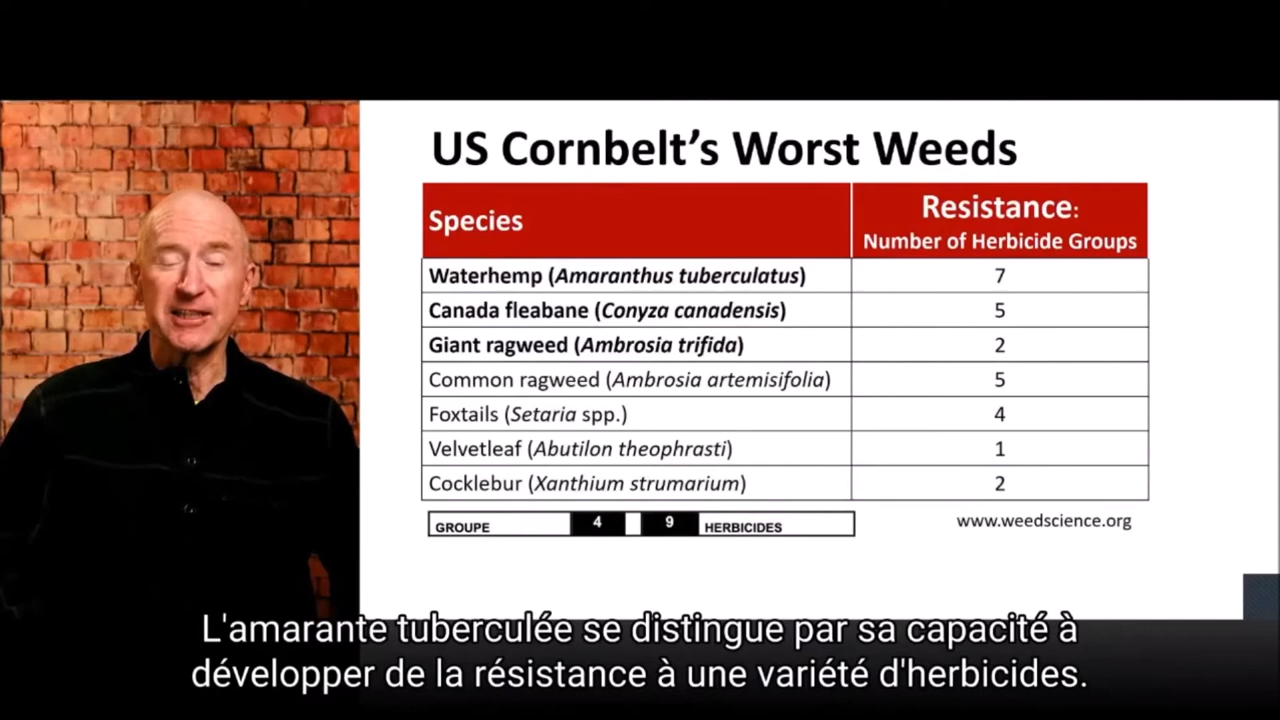 US Cornbelt's Worst Weeds
Species
Resistance:
Number of Herbicide Groups
Waterhemp (Amaranthus tuberculatus) 7
Canada fleabane (Conyza canadensis) 5
Giant ragweed (Ambrosia trifida) 2
Common ragweed (Ambrosia artemisifolia) 5
Foxtails (Setaria spp.) 4
Velvetleaf (Abutilon theophrasti) 1
Cocklebur (Xanthium strumarium) 2
GROUPE 4 9 HERBICIDES
www.weedscience.org
L'amarante tuberculée se distingue par sa capacité à
développer de la résistance à une variété d'herbicides.